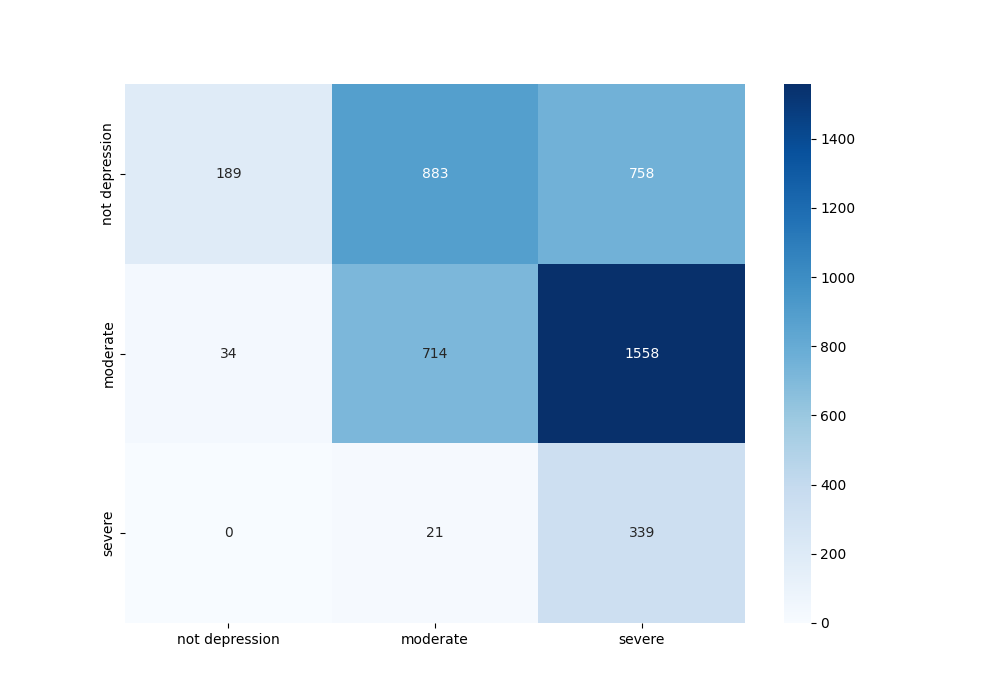 not depression
moderate
severe
189 883 758
34 714 1558
0 21 339
not depression moderate severe
1400
1200
1000
800
600
400
200
0